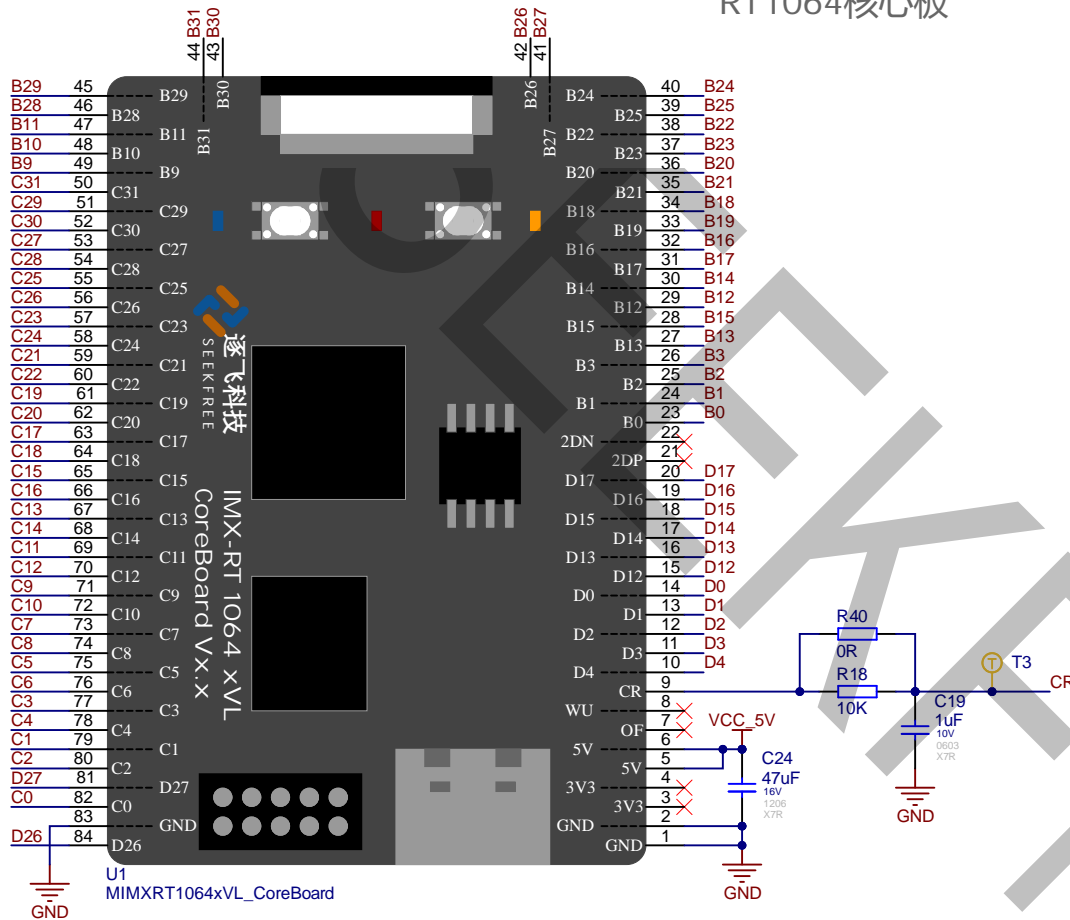 RT1064核心板
44 B31
43 B30
42 B26
41 B27
B29 45 B29 B30 B26 B24 40 B24
B28 46 B28 B25 39 B25
B11 47 B11 B31 B27 B22 38 B22
B10 48 B10 B23 37 B23
B9 49 B9 B20 36 B20
C31 50 C31 B21 35 B21
C29 51 C29 B18 34 B18
C30 52 C30 B19 33 B19
C27 53 C27 B16 32 B16
C28 54 C28 B17 31 B17
C25 55 C25 B14 30 B14
C26 56 C26 B12 29 B12
C23 57 C23 B15 28 B15
C24 58 C24 B13 27 B13
C21 59 C21 B3 26 B3
C22 60 C22 B2 25 B2
C19 61 C19 B1 24 B1
C20 62 C20 B0 23 B0
C17 63 C17 2DN 22
C18 64 C18 2DP 21
C15 65 C15 D17 20 D17
C16 66 C16 D16 19 D16
C13 67 C13 D15 18 D15
C14 68 C14 D14 17 D14
C11 69 C11 D13 16 D13
C12 70 C12 D12 15 D12
C9 71 C9 D0 14 D0
C10 72 C10 D1 13 D1
C7 73 C7 D2 12 D2
C8 74 C8 D3 11 D3
C5 75 C5 D4 10 D4
C6 76 C6 CR 9
C3 77 C3 WU 8
C4 78 C4 OF 7
C1 79 C1 5V 6
C2 80 C2 5V 5
D27 81 D27 3V3 4
C0 82 C0 3V3 3
83 GND GND 2
D26 84 D26 GND 1
逐飞科技
SEEKFREE
IMX-RT 1064 xVL
CoreBoard Vx.x
R40
0R
R18
10K
T
T3
CR
C19
1uF
10V
0603
X7R
GND
VCC_5V
C24
47uF
16V
1206
X7R
GND
GND
U1
MIMXRT1064xVL_CoreBoard